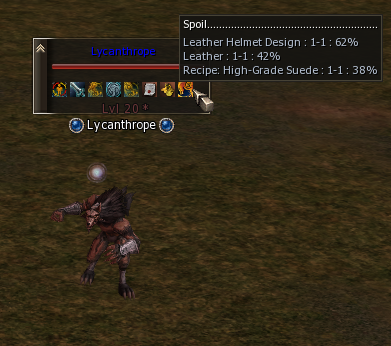 Spoil......................................................
Leather Helmet Design : 1-1 : 62%
Leather : 1-1 : 42%
Recipe: High-Grade Suede : 1-1 : 38%
Lycanthrope
Lvl 20 *
Lycanthrope